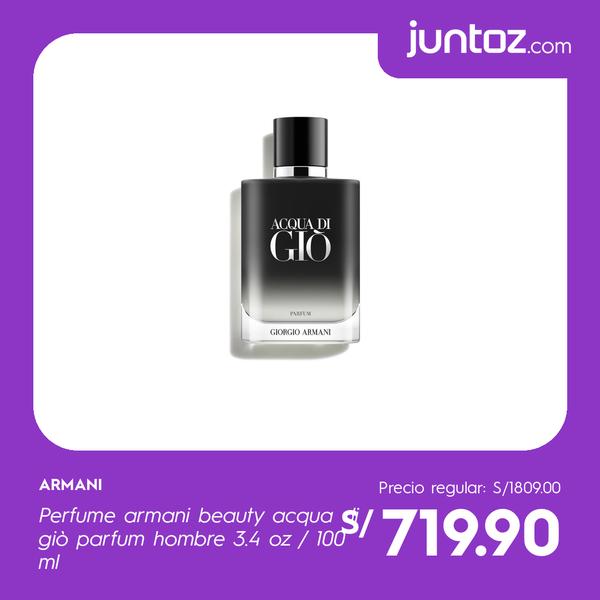 juntoz.com
ACQUA DI
GIÒ
PARFUM
GIORGIO ARMANI
ARMANI
Perfume armani beauty acqua di
giò parfum hombre 3.4 oz / 100
ml
Precio regular: S/1809.00
S/ 719.90